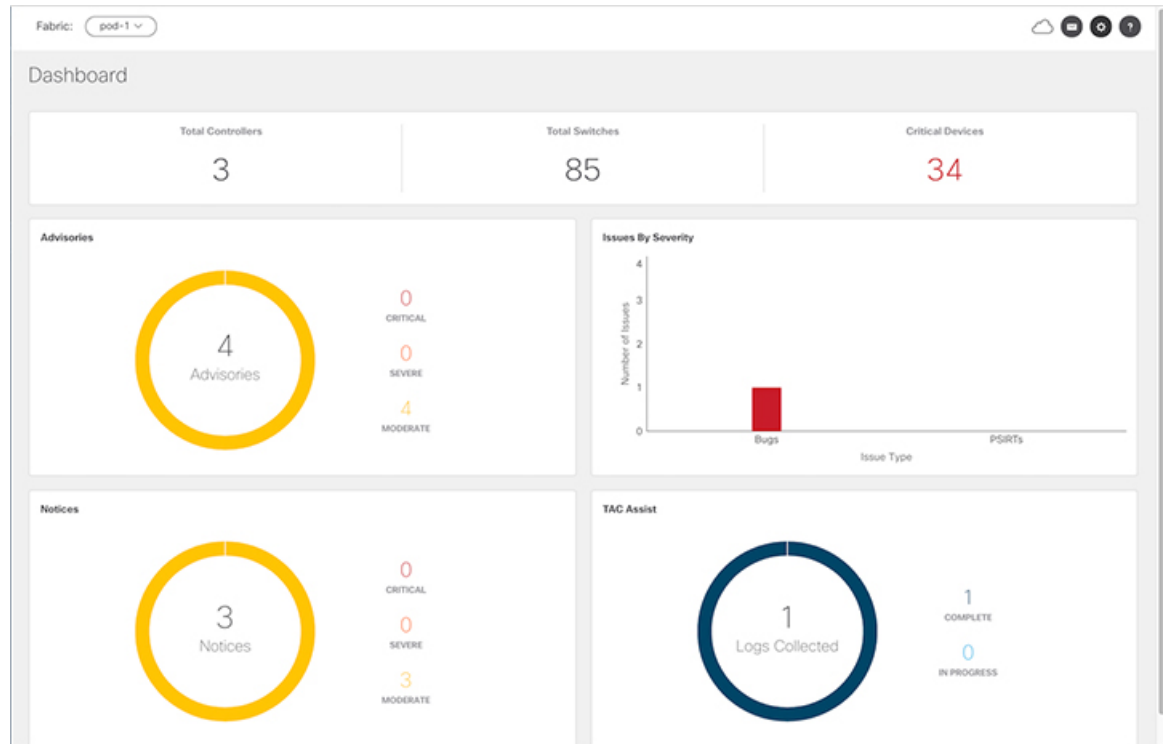 Fabric: pod-1
?
Dashboard
Total Controllers
3
Total Switches
85
Critical Devices
34
Advisories
4
Advisories
0
CRITICAL
0
SEVERE
4
MODERATE
Issues By Severity
4
3
2
1
0
Number of Issues
Bugs
PSIRTs
Issue Type
Notices
3
Notices
0
CRITICAL
0
SEVERE
3
MODERATE
TAC Assist
1
Logs Collected
1
COMPLETE
0
IN PROGRESS